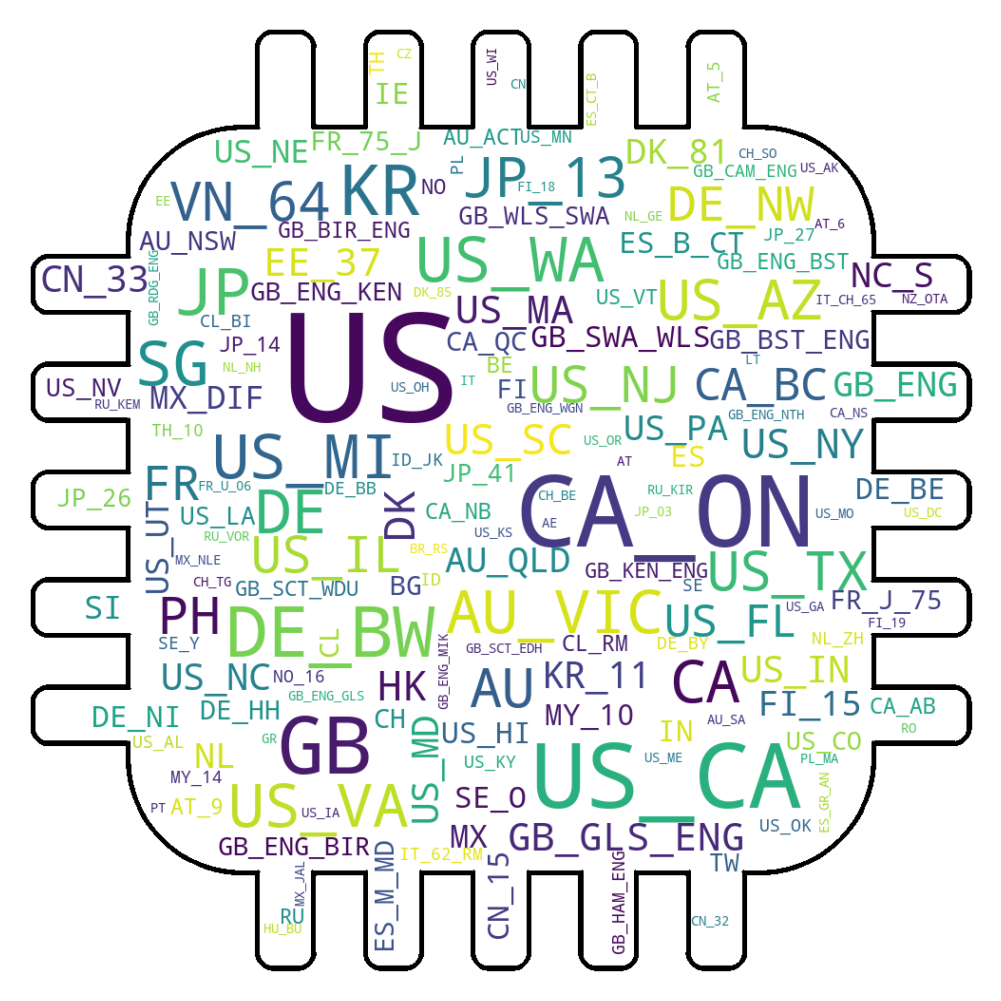 TH
CZ
IE
US_WI
CN
ES_CT_B
AT_5
US_NE
FR_75_J
AU_ACT
US_MN
DK_81
CH_SO
GB_CAM_ENG
US_AK
PL
VN_64
KR
NO
JP_13
FI_18
DE_NW
EE
GB_BIR_ENG
GB_WLS_SWA
NL_GE
AT_6
AU_NSW
US_WA
ES_B_CT
JP_27
GB_RDG_ENG
EE_37
GB_ENG_BST
CN_33
JP
GB_ENG_KEN
DK_85
US_MA
US_VT
US_AZ
NC_S
IT_CH_65
NZ_OTA
CL_BI
US
CA_QC
GB_SWA_WLS
GB_BST_ENG
SG
JP_14
NL_NH
BE
IT
LT
US_NV
RU_KEM
MX_DIF
US_OH
FI
US_NJ
CA_BC
GB_ENG
GB_ENG_WGN
GB_ENG_NTH
CA_NS
TH_10
US_MI
US_SC
US_OR
US_PA
US_NY
ID_JK
JP_41
AT
ES
JP_26
FR
FR_U_06
DE_BB
CH_BE
RU_KIR
DE_BE
US_UT
US_LA
DE
DK
CA_NB
CA_ON
JP_03
US_MO
US_DC
RU_VOR
US_KS
AE
MX_NLE
US_IL
BR_RS
AU_QLD
GB_KEN_ENG
US_TX
CH_TG
GB_SCT_WDU
BG
ID
SE
SI
PH
DE_BW
CL
AU_VIC
US_FL
US_GA
FR_J_75
FI_19
SE_Y
GB_ENG_MIK
GB_SCT_EDH
CL_RM
DE_BY
NL_ZH
US_NC
NO_16
HK
AU
KR_11
CA
US_IN
GB_ENG_GLS
DE_NI
DE_HH
CH
MY_10
AU_SA
FI_15
CA_AB
RO
US_AL
GR
GB
US_MD
US_HI
IN
US_CO
NL
US_KY
US_CA
US_ME
PL_MA
MY_14
PT
AT_9
US_VA
US_IA
SE_O
ES_GR_AN
US_OK
GB_ENG_BIR
MX
GB_GLS_ENG
IT_62_RM
TW
MX_JAL
ES_M_MD
CN_15
GB_HAM_ENG
RU
HU_BU
CN_32